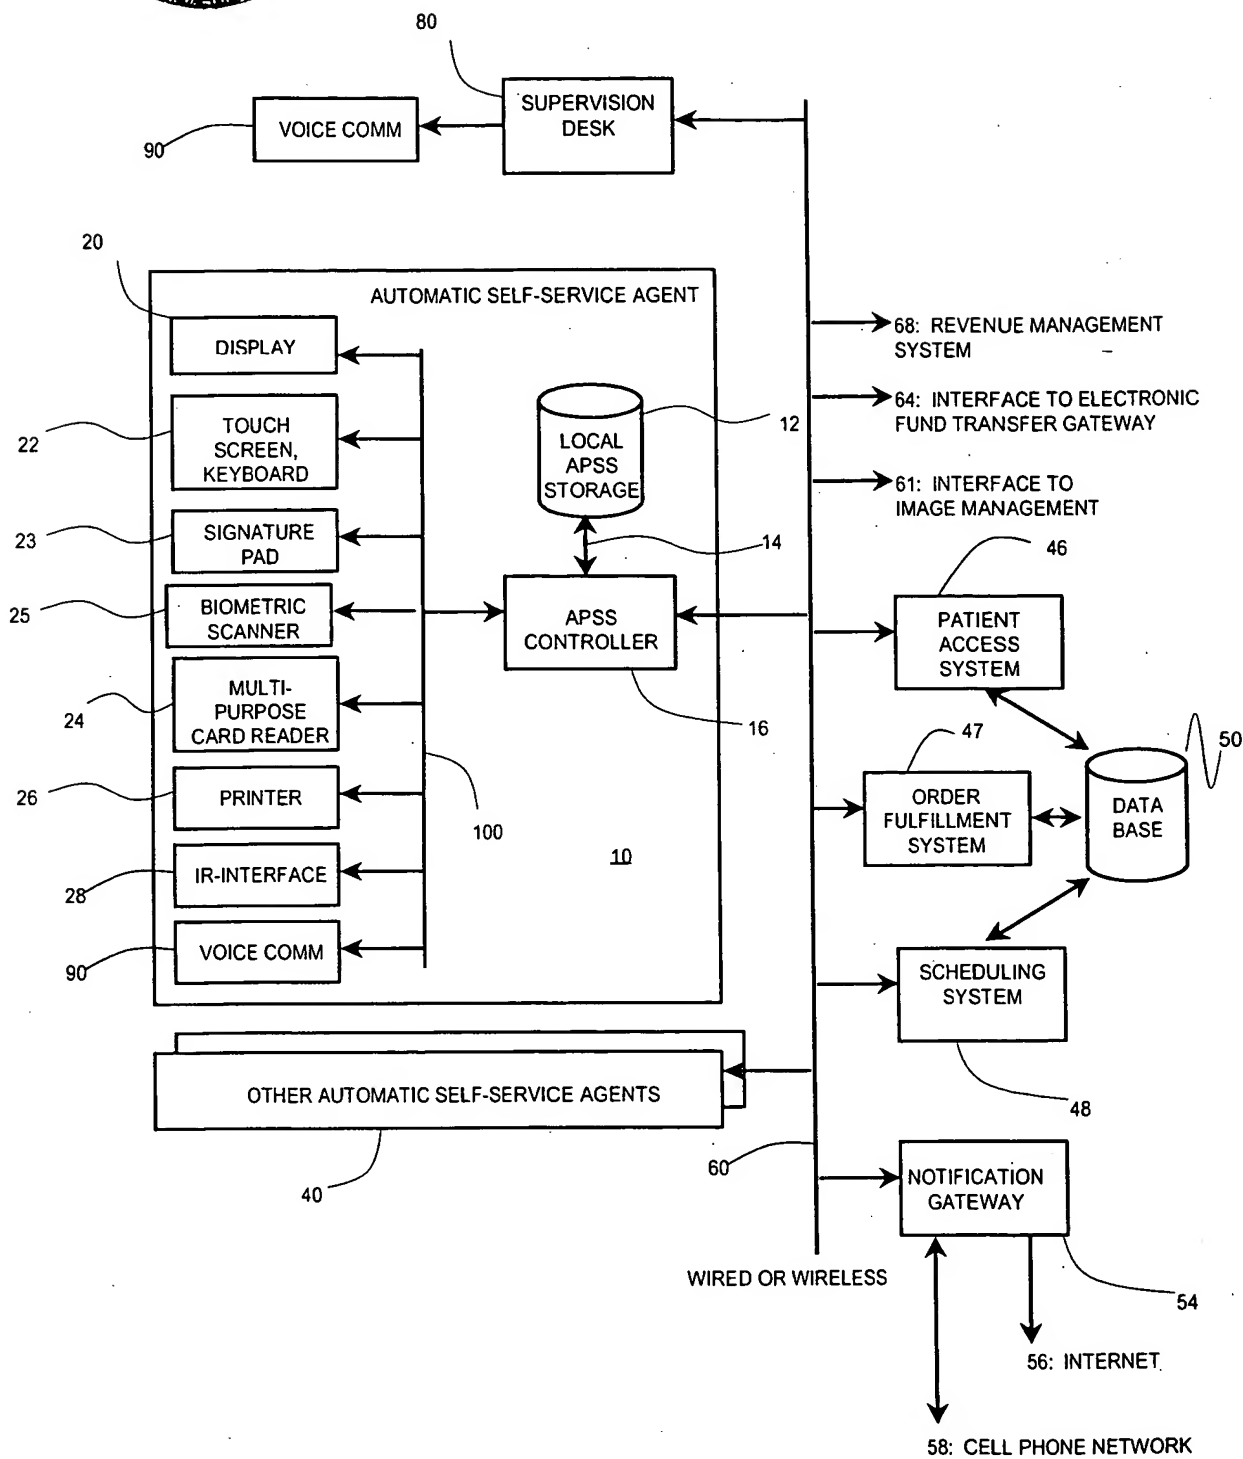 80
SUPERVISION
DESK
VOICE COMM
90
20
AUTOMATIC SELF-SERVICE AGENT
DISPLAY
22
TOUCH
SCREEN,
KEYBOARD
23
SIGNATURE
PAD
25
BIOMETRIC
SCANNER
24
MULTI-
PURPOSE
CARD READER
26
PRINTER
28
IR-INTERFACE
90
VOICE COMM
100
10
LOCAL
APSS
STORAGE
12
14
APSS
CONTROLLER
16
68: REVENUE MANAGEMENT
SYSTEM
64: INTERFACE TO ELECTRONIC
FUND TRANSFER GATEWAY
61: INTERFACE TO
IMAGE MANAGEMENT
46
PATIENT
ACCESS
SYSTEM
47
ORDER
FULFILLMENT
SYSTEM
50
DATA
BASE
SCHEDULING
SYSTEM
48
OTHER AUTOMATIC SELF-SERVICE AGENTS
40
60
NOTIFICATION
GATEWAY
WIRED OR WIRELESS
54
56: INTERNET
58: CELL PHONE NETWORK